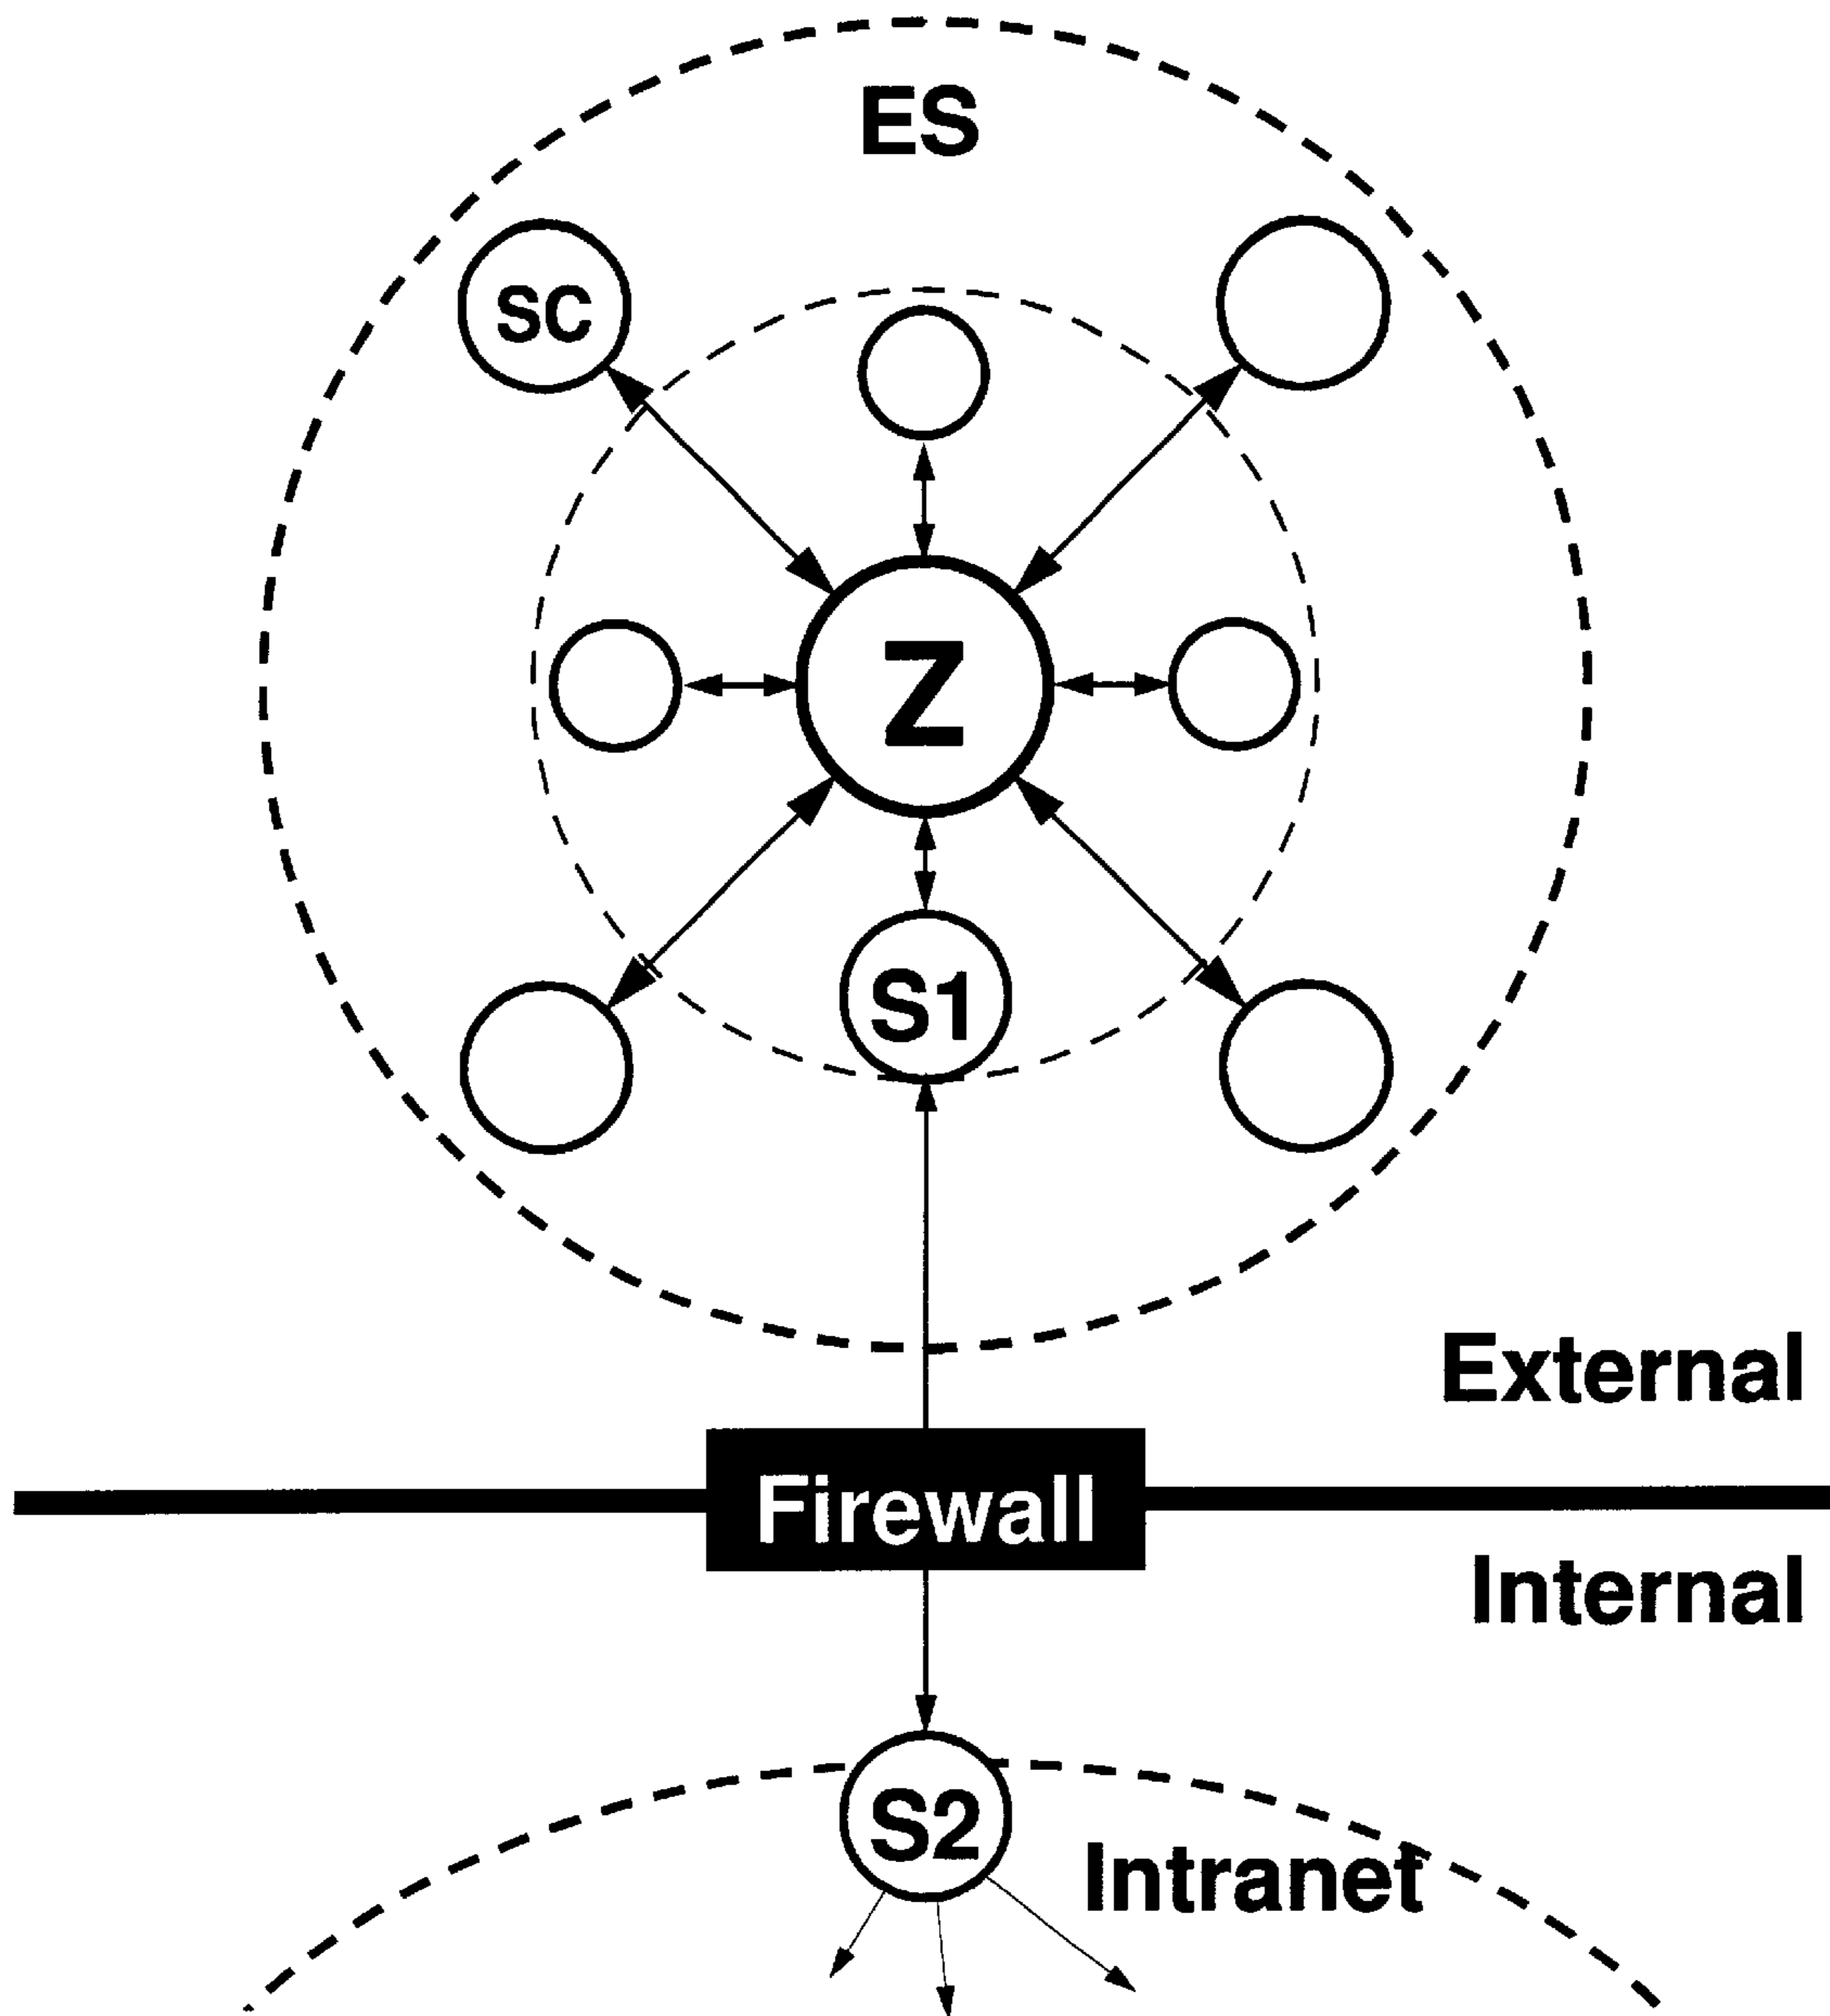 ES
SC
Z
S1
External
Firewall
Internal
S2
Intranet